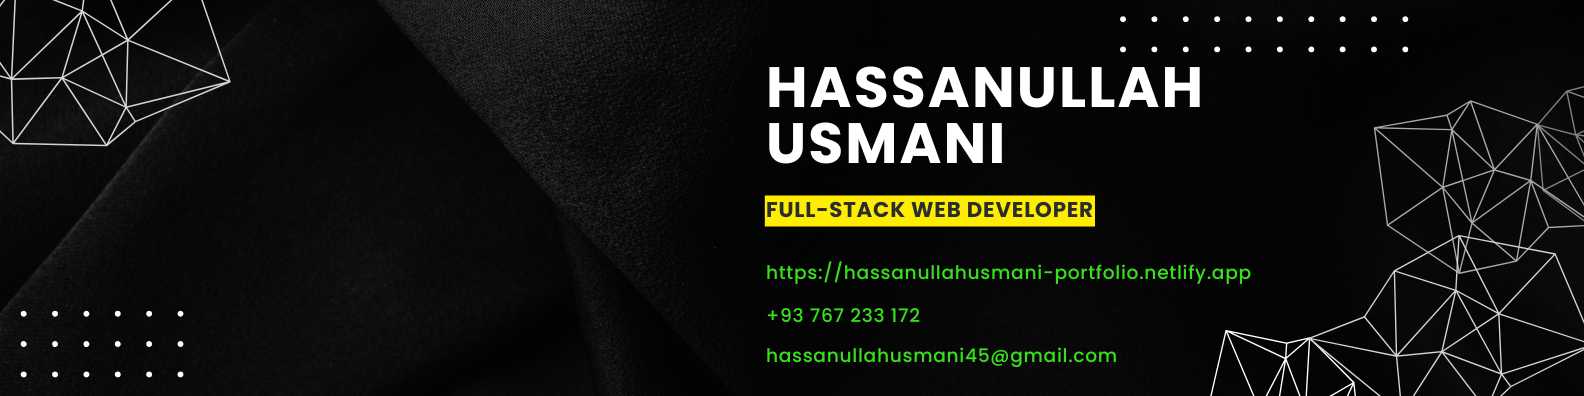 HASSANULLAH
USMANI
FULL-STACK WEB DEVELOPER
https://hassanullahusmani-portfolio.netlify.app
+93 767 233 172
hassanullahusmani45@gmail.com